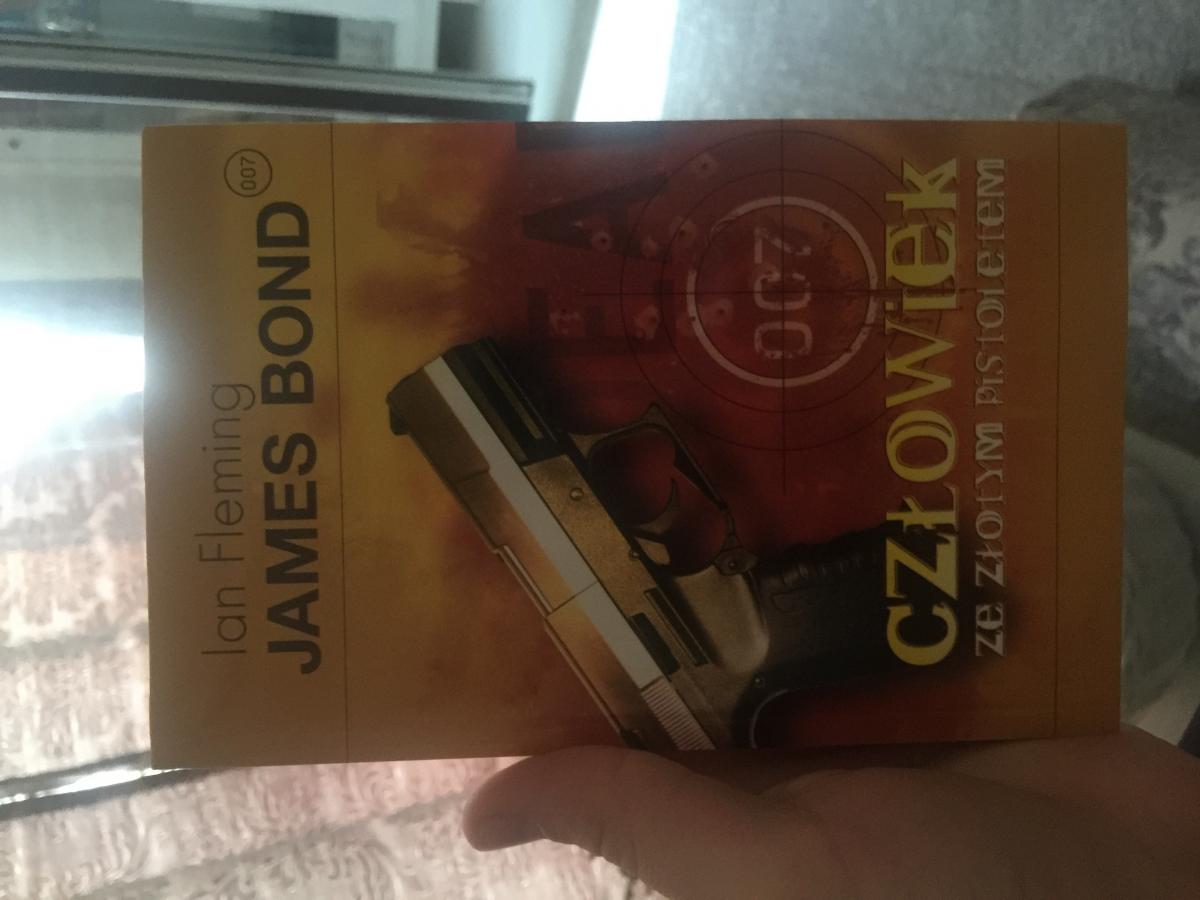 Ian Fleming
JAMES BOND 007
007
CZŁOWIEK
ZE ZŁOTYM PISTOLETEM